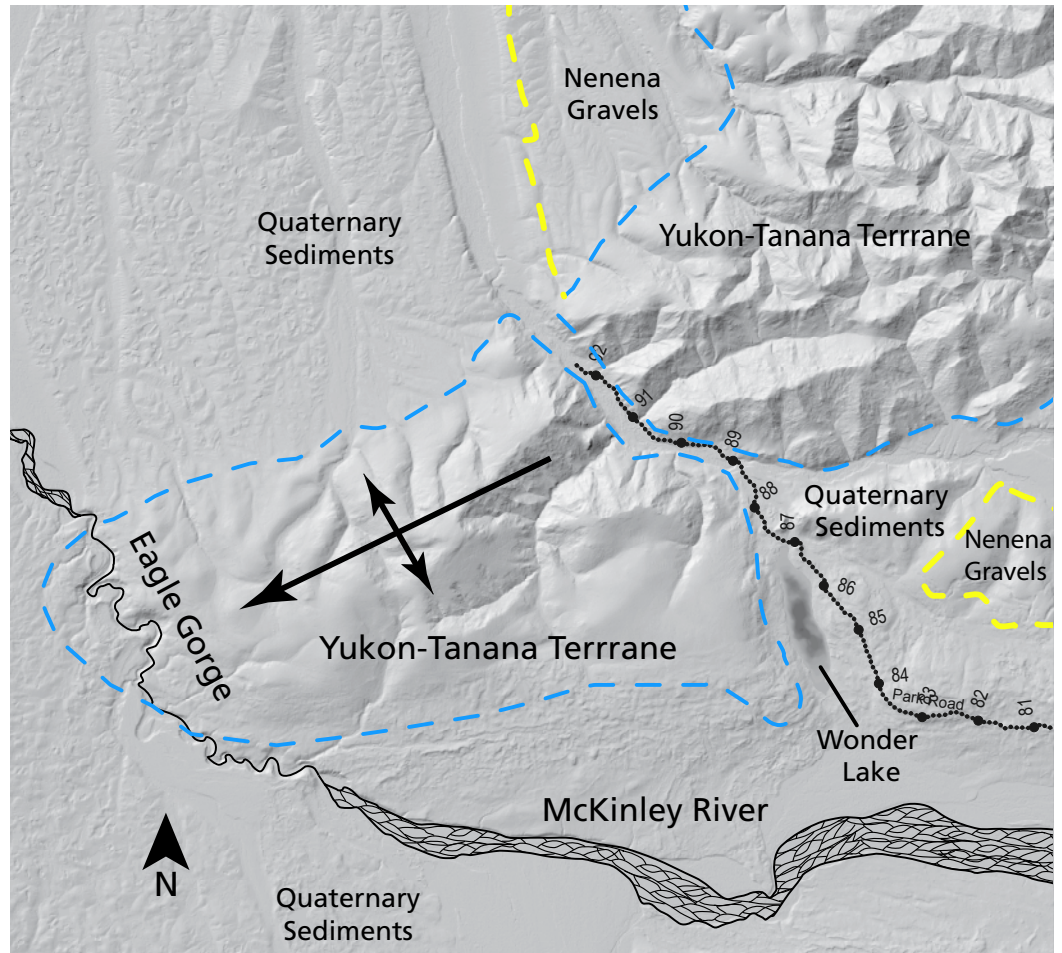 Nenena
Gravels
Quaternary
Sediments
Yukon-Tanana Terrrane
92
91
90
89
88
87
Quaternary
Sediments
Nenena
Gravels
86
85
Eagle Gorge
Yukon-Tanana Terrrane
84
Park Road
83
82
81
Wonder
Lake
McKinley River
N
Quaternary
Sediments